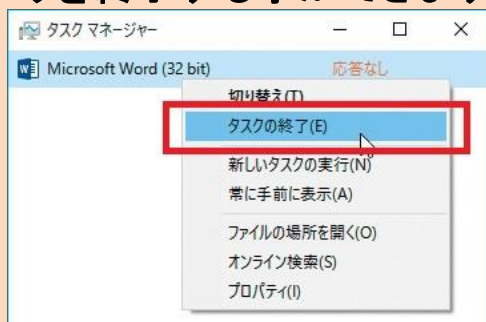 タスク マネージャー
Microsoft Word (32 bit) 応答なし
切り替え(T)
タスクの終了(E)
新しいタスクの実行(N)
常に手前に表示(A)
ファイルの場所を開く(O)
オンライン検索(S)
プロパティ(I)